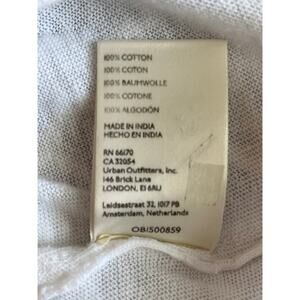 100% COTTON
100% COTON
100% BAUMWOLLE
100% COTONE
100% ALGODÓN
MADE IN INDIA
HECHO EN INDIA
RN 66170
CA 32054
Urban Outfitters, Inc.
146 Brick Lane
LONDON, E1 6RU
Leidsestraat 32, 1017 PB
Amsterdam, Netherlands
OB1500859